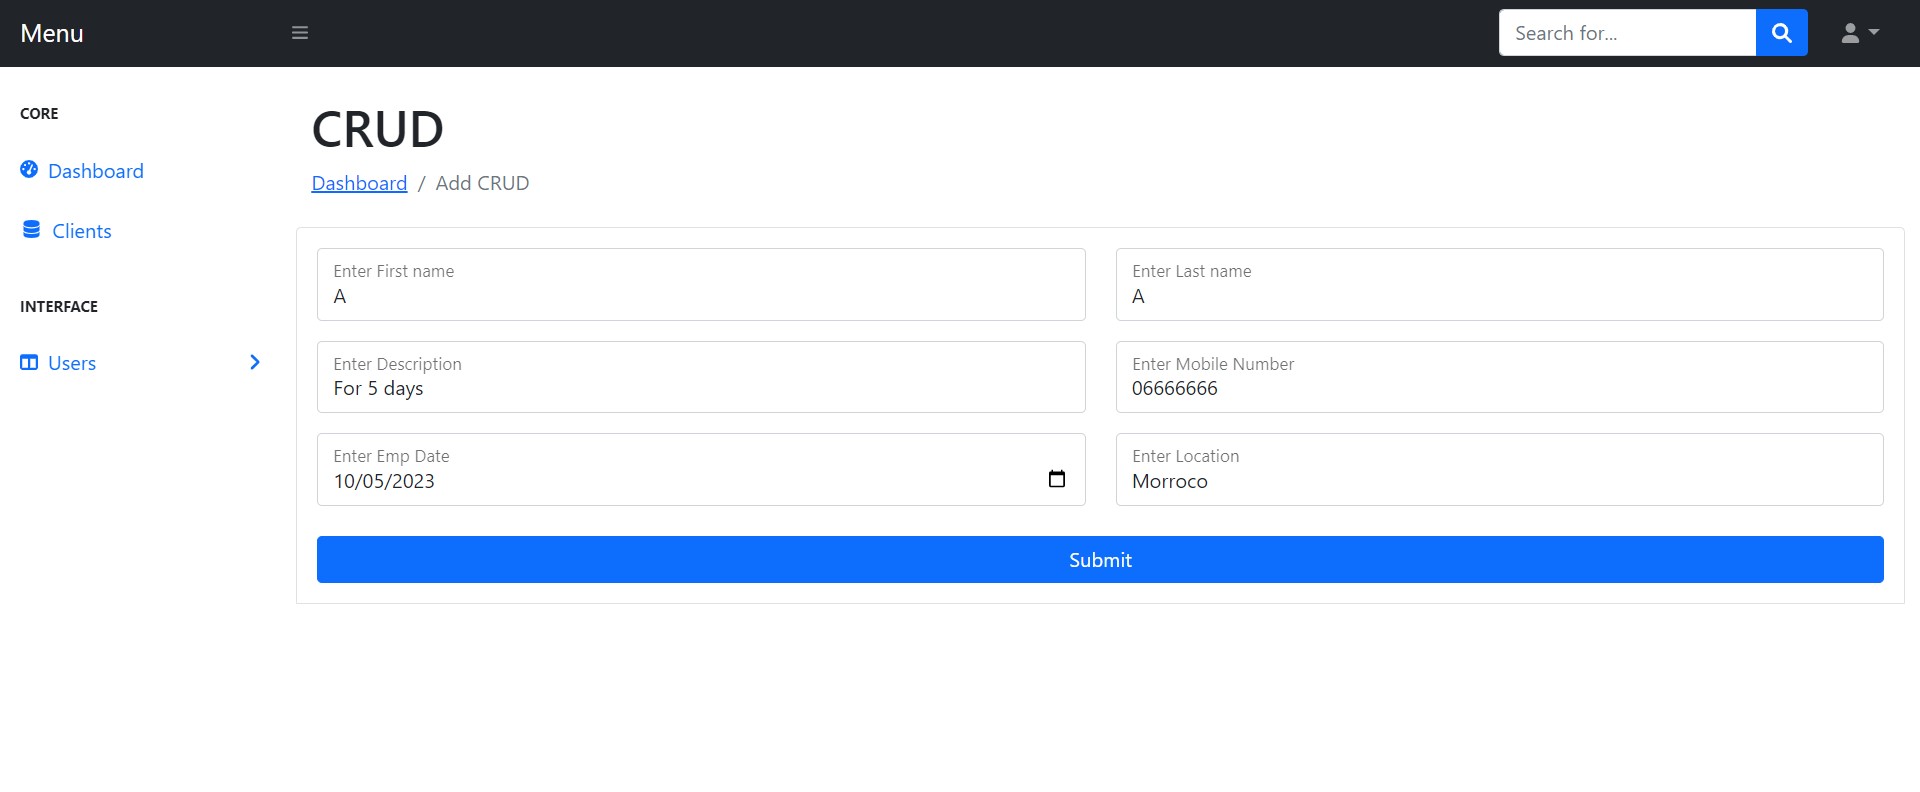 Menu
Search for...
CORE
Dashboard
Clients
INTERFACE
Users
CRUD
Dashboard / Add CRUD
Enter First name
A
Enter Last name
A
Enter Description
For 5 days
Enter Mobile Number
06666666
Enter Emp Date
10/05/2023
Enter Location
Morroco
Submit